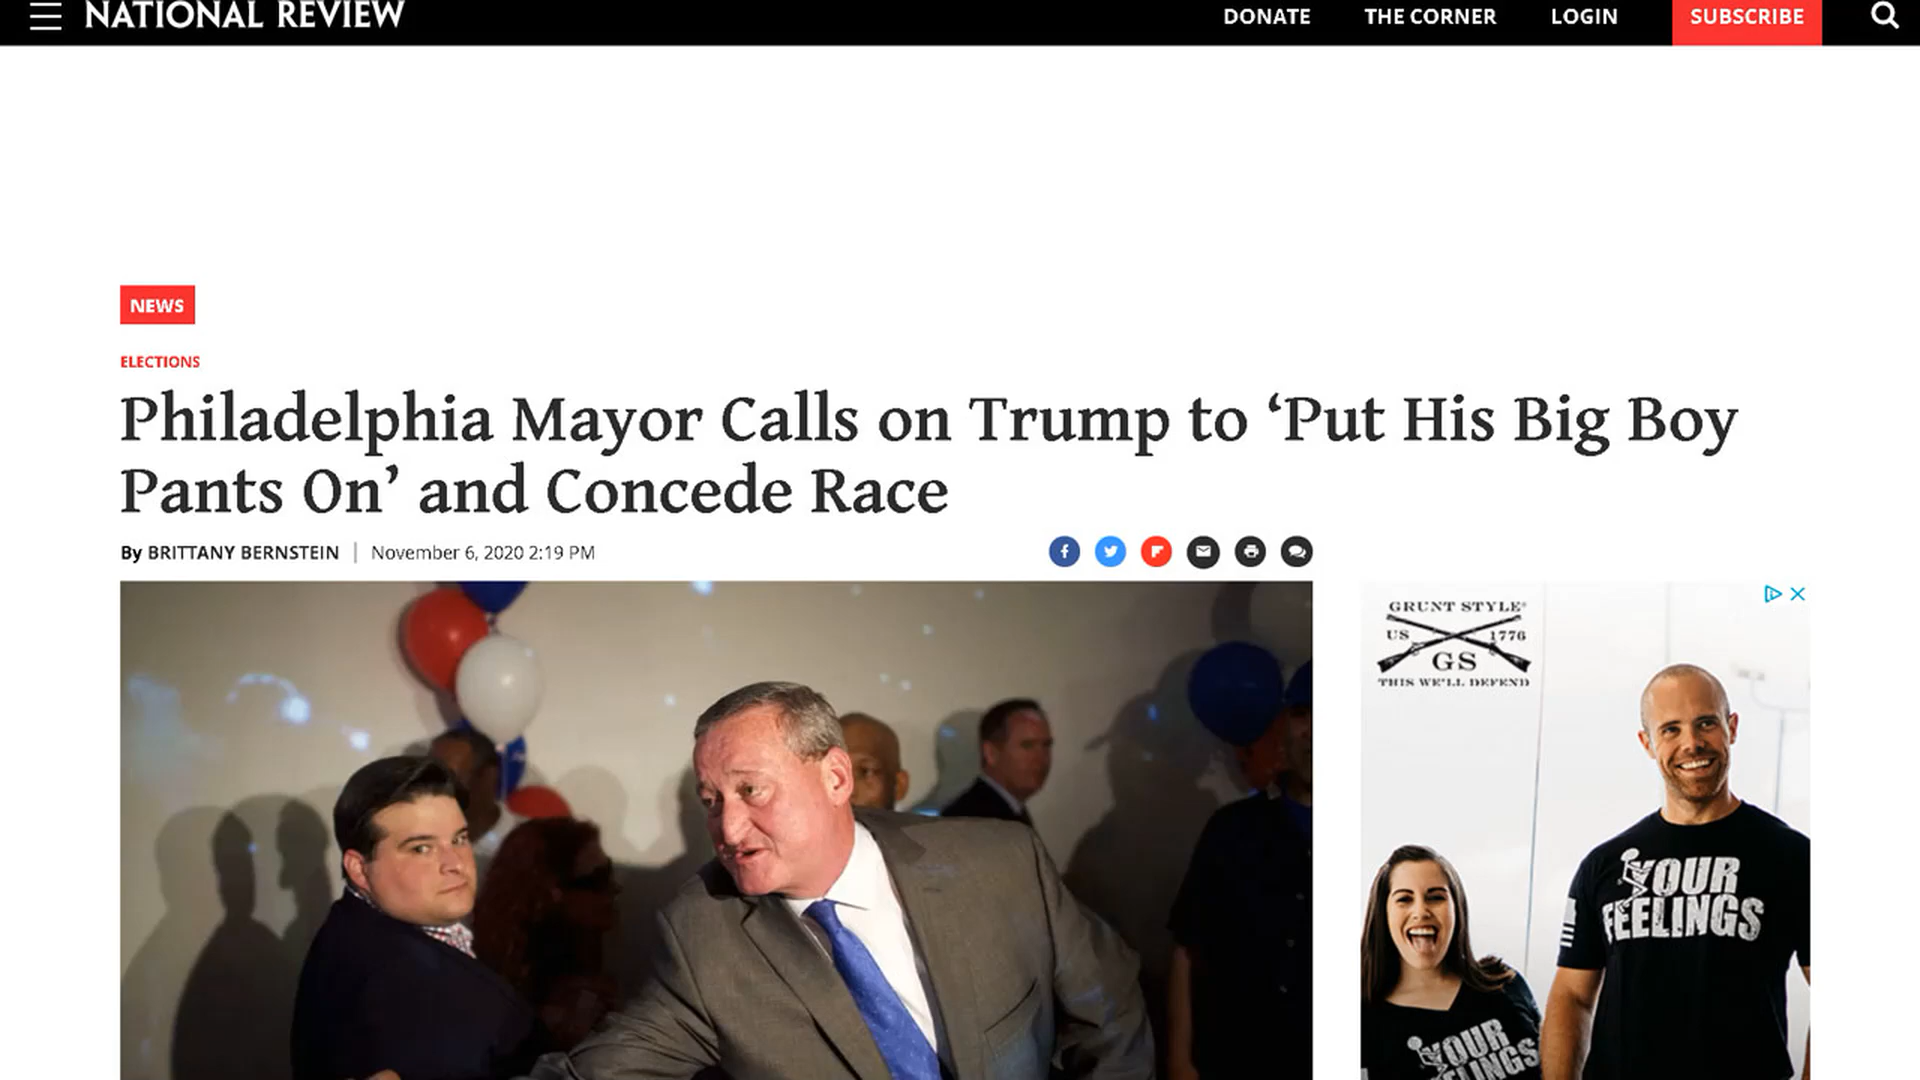 NATIONAL REVIEW
DONATE THE CORNER LOGIN SUBSCRIBE
NEWS
ELECTIONS
Philadelphia Mayor Calls on Trump to ‘Put His Big Boy
Pants On’ and Concede Race
By BRITTANY BERNSTEIN | November 6, 2020 2:19 PM
GRUNT STYLE
US 1776
GS
THIS WE'LL DEFEND
YOUR
FEELINGS
YOUR
FEELINGS